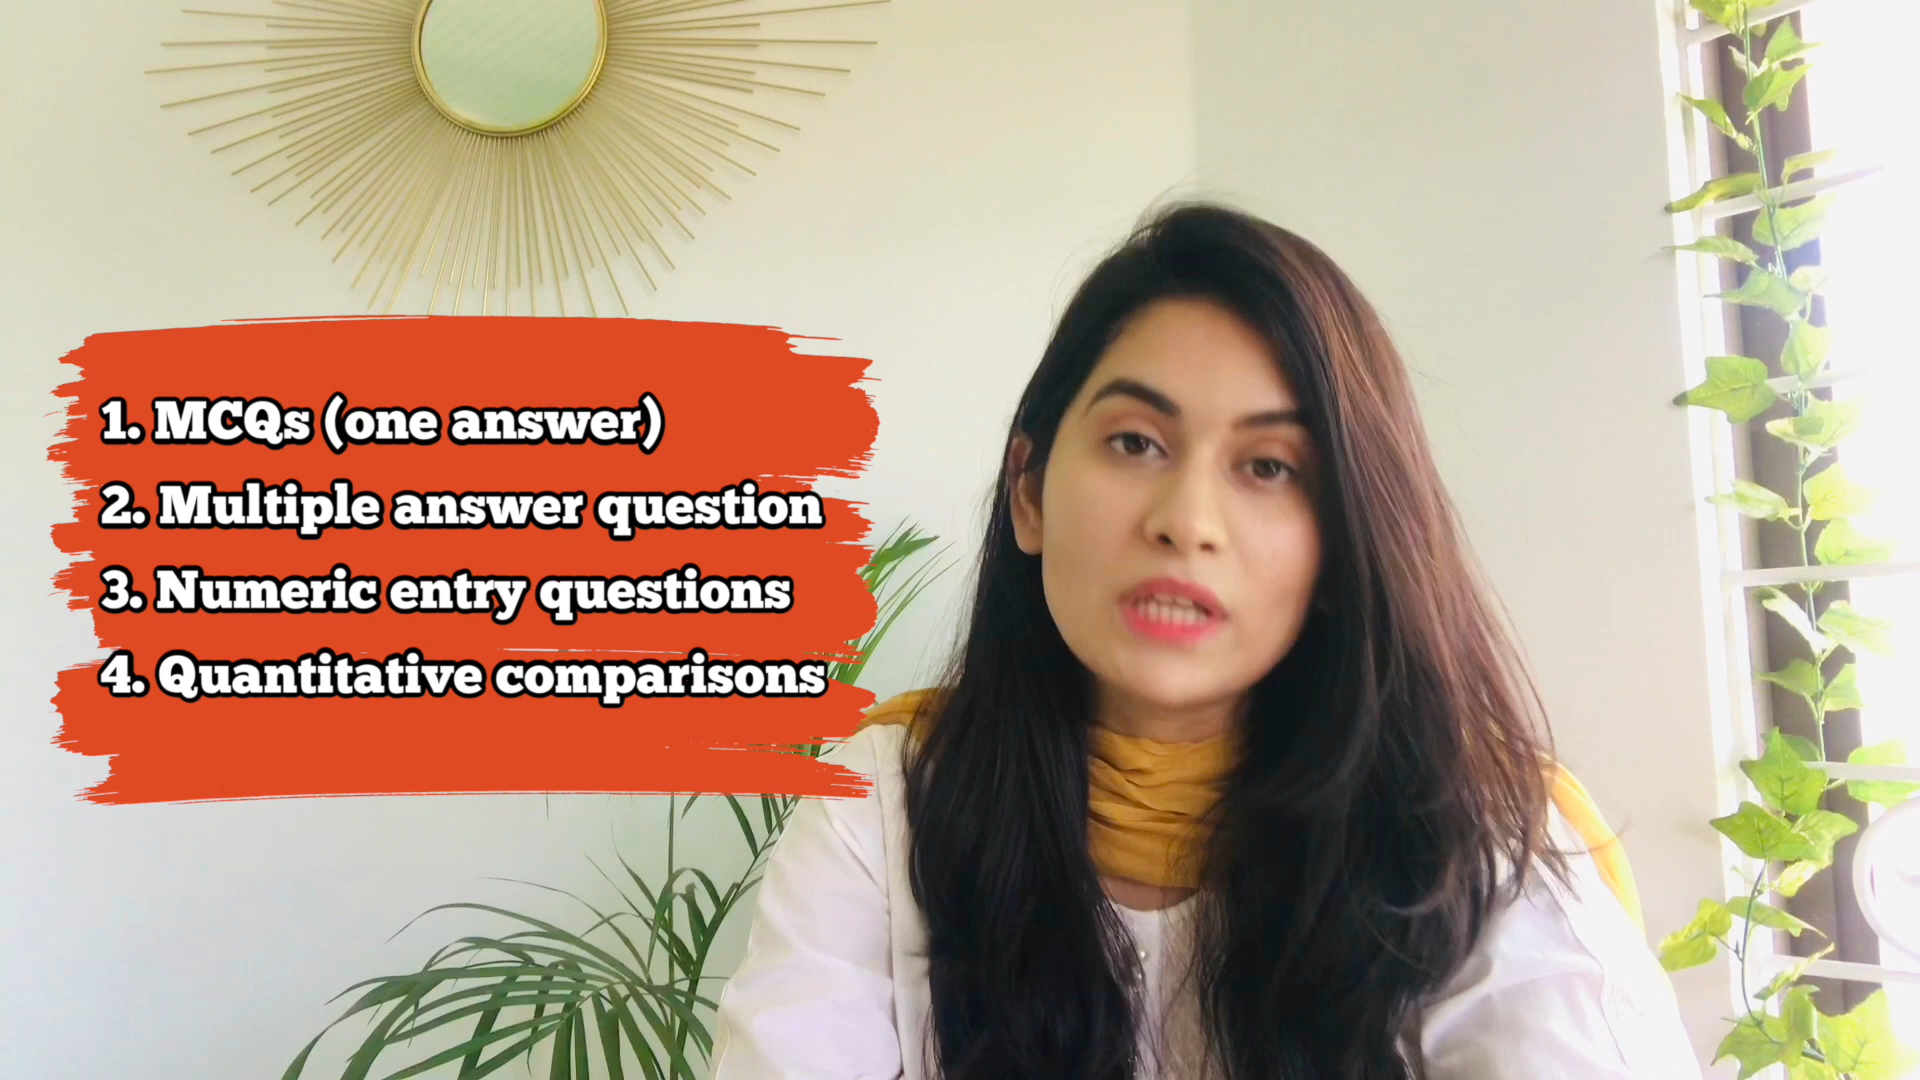 1. MCQs (one answer)
2. Multiple answer question
3. Numeric entry questions
4. Quantitative comparisons